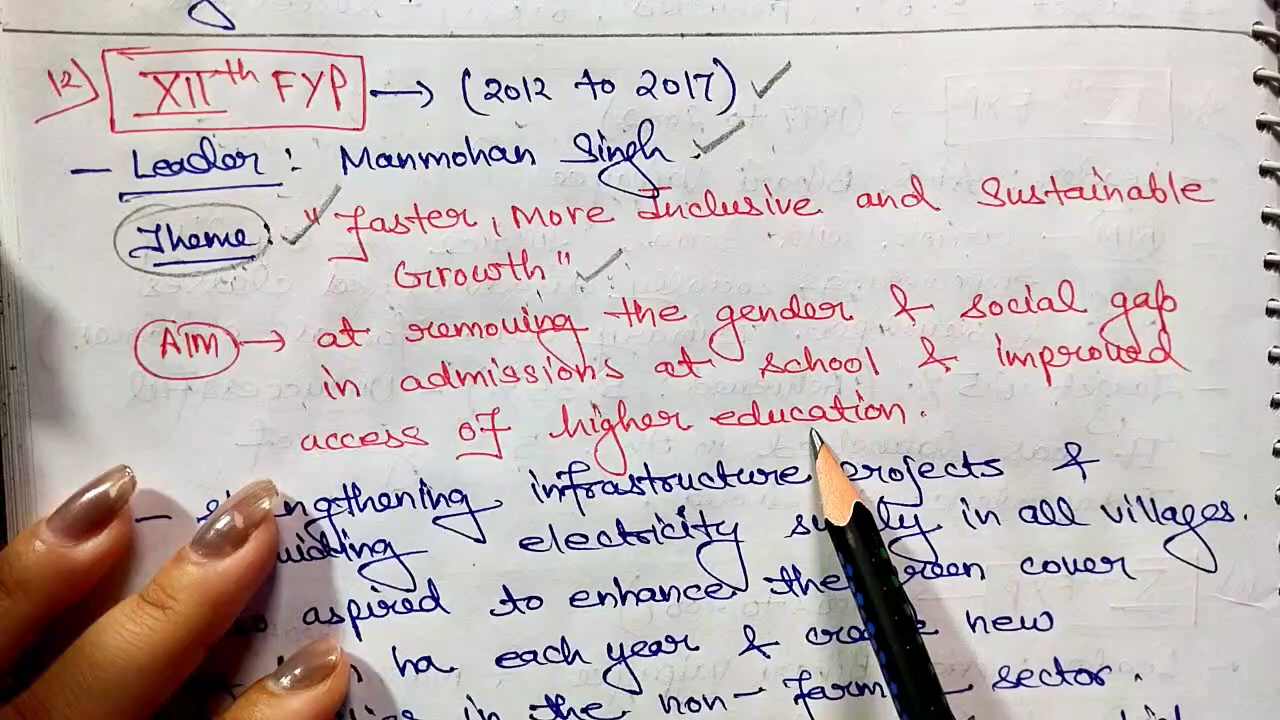 12) XIIth FYP → (2012 to 2017) ✓
- Leader: Manmohan Singh. ✓
Theme: ✓ "faster, More Inclusive and Sustainable
Growth" ✓
AIM → at removing the gender & social gap
in admissions at school & improved
access of higher education.
- infrastructure projects &
electricity in all villages.
aspired to enhance the cover
ha each year & new
in the non-farm - sector.